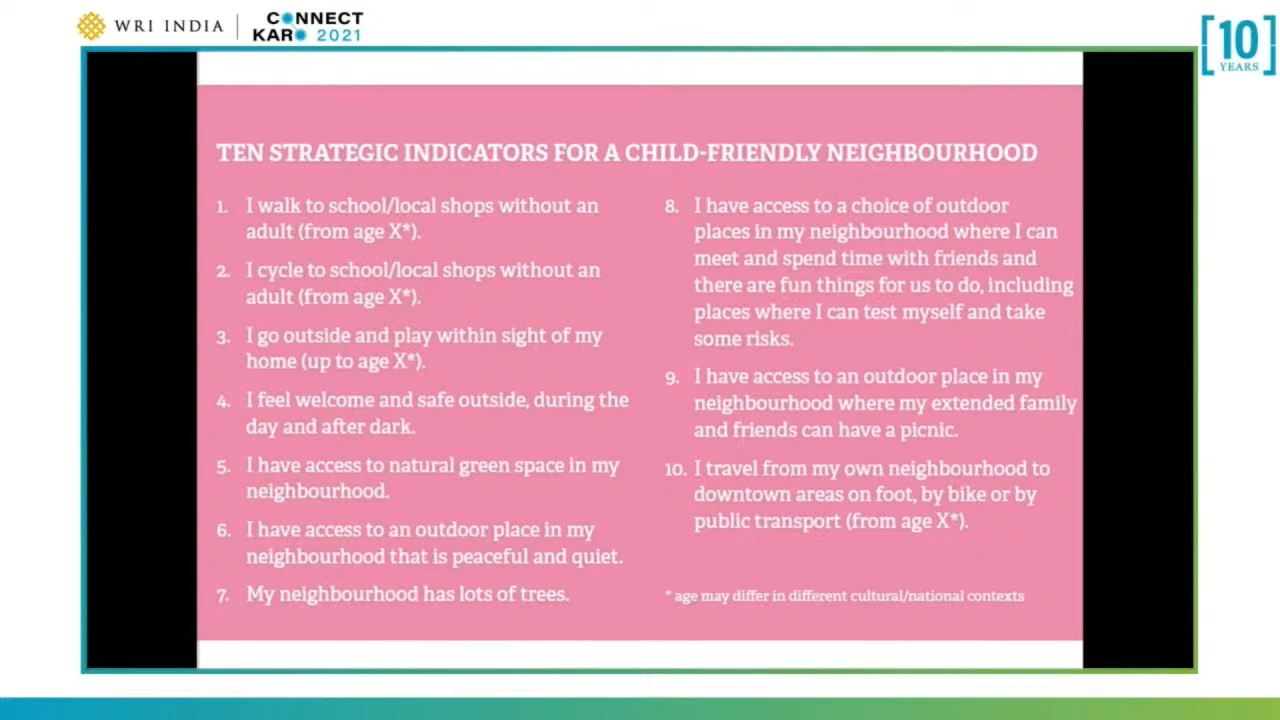 WRI INDIA
CONNECT
KARO 2021
10
YEARS
TEN STRATEGIC INDICATORS FOR A CHILD-FRIENDLY NEIGHBOURHOOD
1. I walk to school/local shops without an
adult (from age X*).
2. I cycle to school/local shops without an
adult (from age X*).
3. I go outside and play within sight of my
home (up to age X*).
4. I feel welcome and safe outside, during the
day and after dark.
5. I have access to natural green space in my
neighbourhood.
6. I have access to an outdoor place in my
neighbourhood that is peaceful and quiet.
7. My neighbourhood has lots of trees.
8. I have access to a choice of outdoor
places in my neighbourhood where I can
meet and spend time with friends and
there are fun things for us to do, including
places where I can test myself and take
some risks.
9. I have access to an outdoor place in my
neighbourhood where my extended family
and friends can have a picnic.
10. I travel from my own neighbourhood to
downtown areas on foot, by bike or by
public transport (from age X*).
* age may differ in different cultural/national contexts